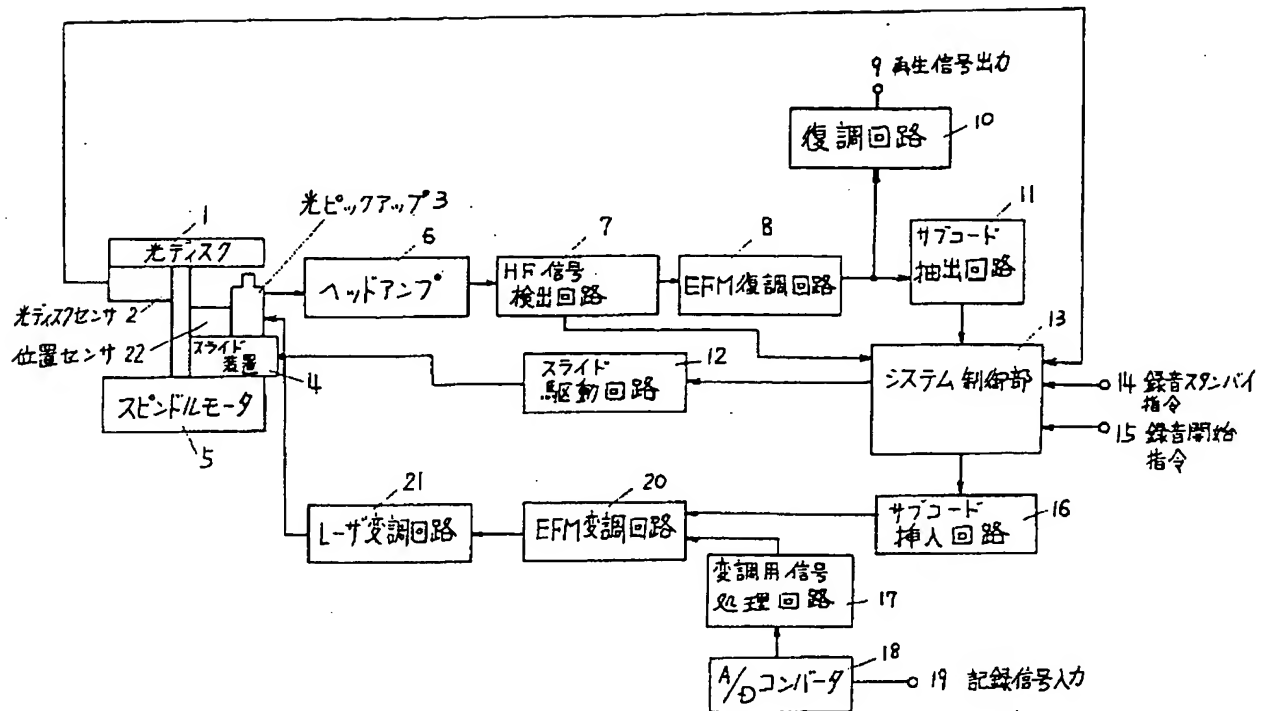 9 再生信号出力
復調回路
10
光ピックアップ 3
1
光ディスク
6
ヘッドアンプ
7
HF信号
検出回路
8
EFM復調回路
11
サブコード
抽出回路
光ディスクセンサ 2
位置センサ 22
スライド
装置
4
スピンドルモータ
5
12
スライド
駆動回路
13
システム制御部
14 録音スタンバイ
指令
15 録音開始
指令
21
レーザ変調回路
20
EFM変調回路
サブコード
挿入回路
16
変調用信号
処理回路
17
A/Dコンバータ
18
19 記録信号入力